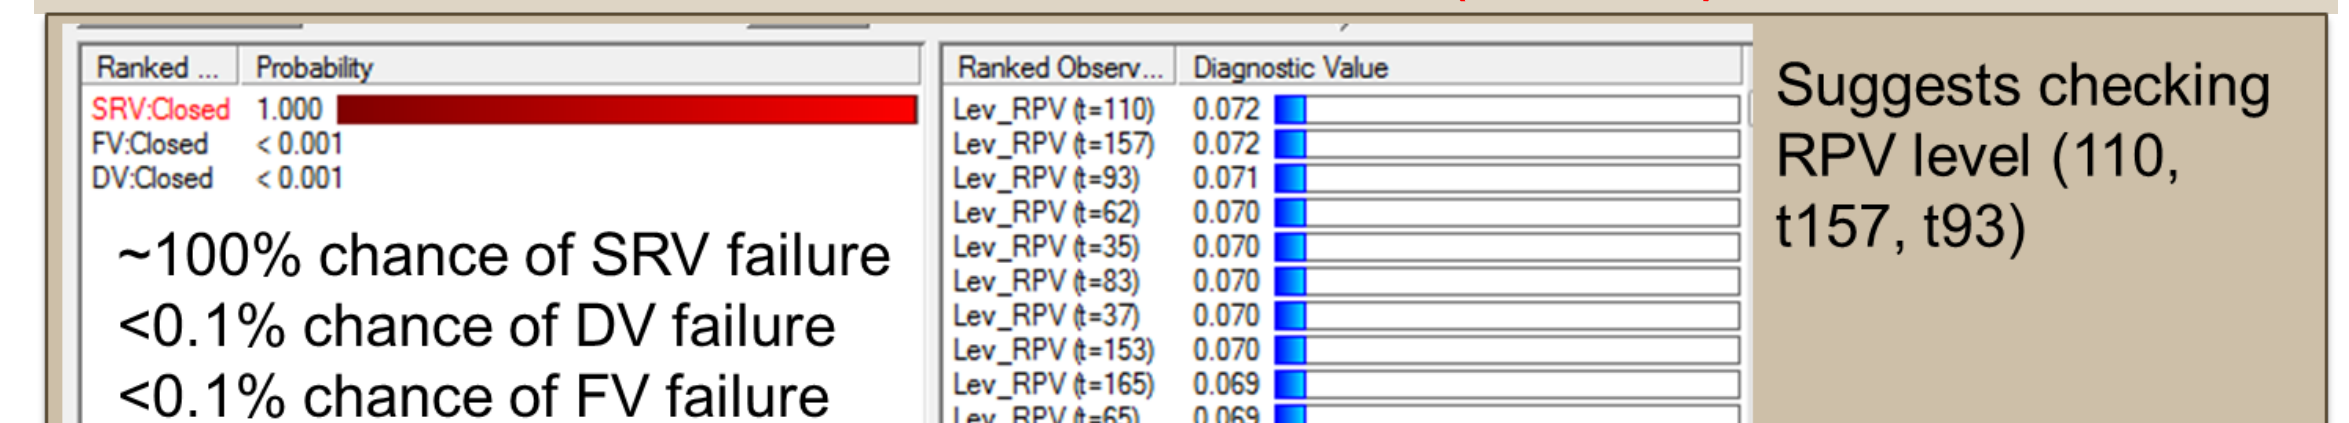 Ranked ... Probability
SRV:Closed 1.000
FV:Closed < 0.001
DV:Closed < 0.001
~100% chance of SRV failure
<0.1% chance of DV failure
<0.1% chance of FV failure
Ranked Observ... Diagnostic Value
Lev_RPV (t=110) 0.072
Lev_RPV (t=157) 0.072
Lev_RPV (t=93) 0.071
Lev_RPV (t=62) 0.070
Lev_RPV (t=35) 0.070
Lev_RPV (t=83) 0.070
Lev_RPV (t=37) 0.070
Lev_RPV (t=153) 0.070
Lev_RPV (t=165) 0.069
Lev_RPV (t=65) 0.069
Suggests checking
RPV level (110,
t157, t93)